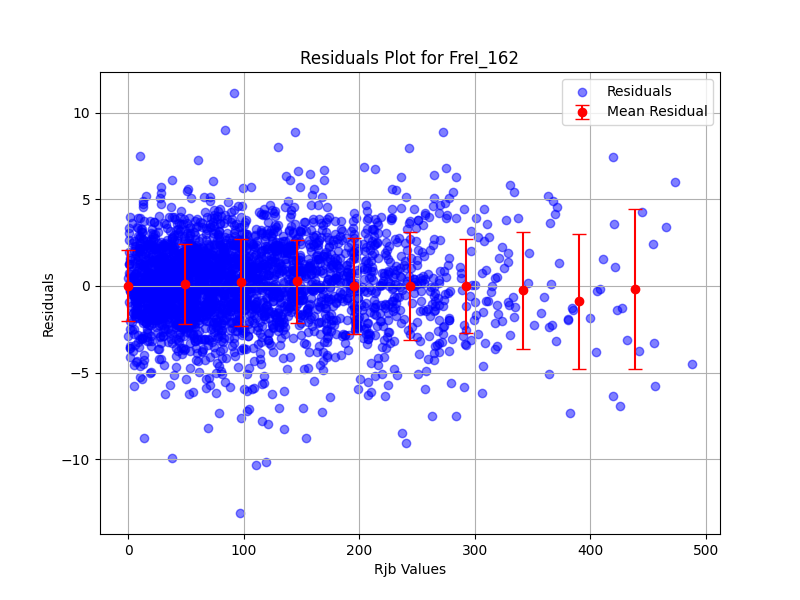 Residuals Plot for FreI_162
Residuals
Mean Residual
10
5
0
−5
−10
Residuals
0 100 200 300 400 500
Rjb Values